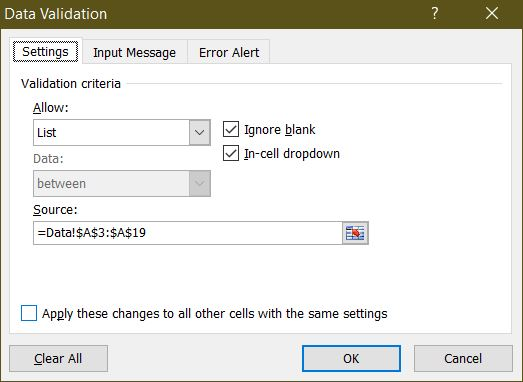 Data Validation
Settings
Input Message
Error Alert
Validation criteria
Allow:
List
Ignore blank
In-cell dropdown
Data:
between
Source:
=Data!$A$3:$A$19
Apply these changes to all other cells with the same settings
Clear All
OK
Cancel